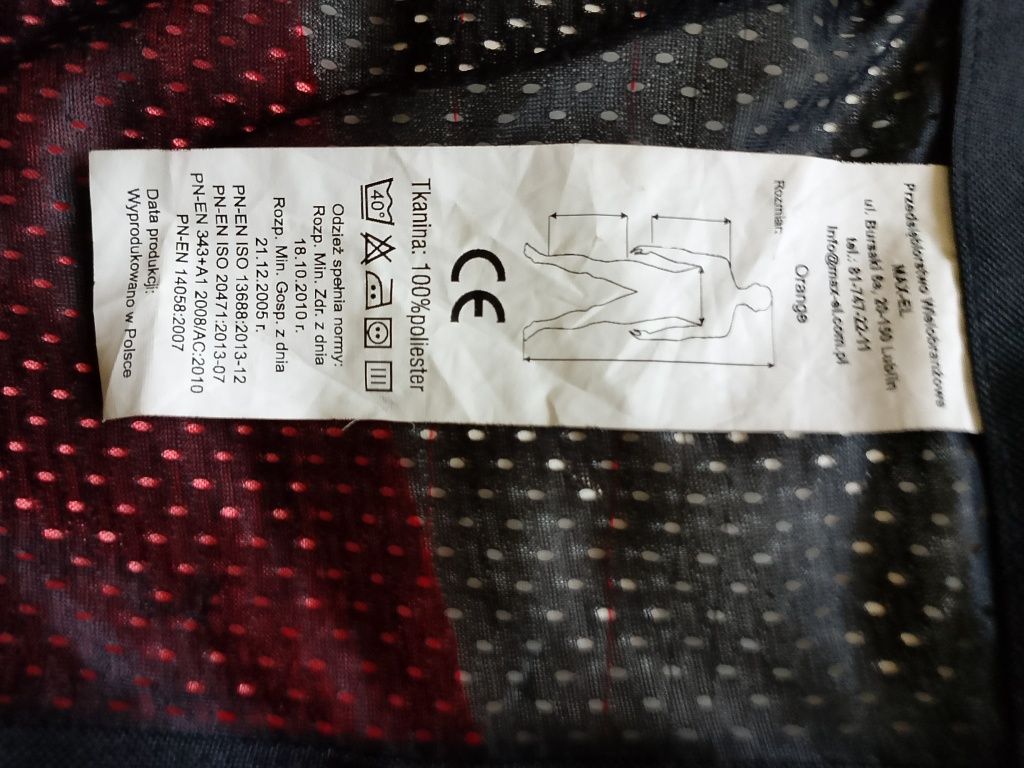 Przedsiębiorstwo Wielobranżowe
MAX-EL
ul. Bursaki 6a, 20-150 Lublin
tel.: 81-747-22-11
info@max-el.com.pl
Rozmiar:
Orange
CE
Tkanina: 100%poliester
40°
Odzież spełnia normy:
Rozp. Min. Zdr. z dnia
18.10.2010 r.
Rozp. Min. Gosp. z dnia
21.12.2005 r.
PN-EN ISO 13688:2013-12
PN-EN ISO 20471:2013-07
PN-EN 343+A1 2008/AC:2010
PN-EN 14058:2007
Data produkcji:
Wyprodukowano w Polsce